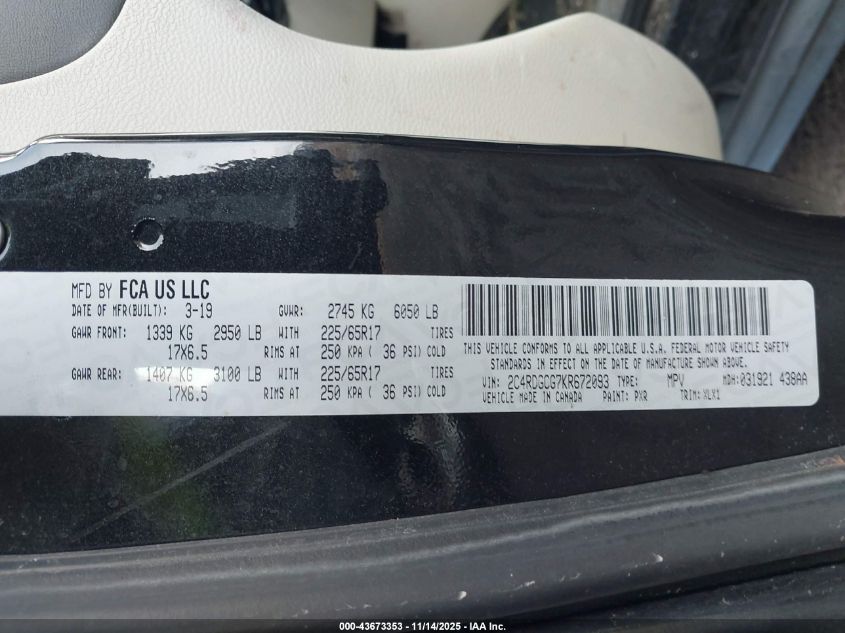 MFD BY FCA US LLC
DATE OF MFR(BUILT): 3-19 GVWR: 2745 KG 6050 LB
GAWR FRONT: 1339 KG 2950 LB WITH 225/65R17 TIRES
17X6.5 RIMS AT 250 KPA ( 36 PSI) COLD
GAWR REAR: 1407 KG 3100 LB WITH 225/65R17 TIRES
17X6.5 RIMS AT 250 KPA ( 36 PSI) COLD
THIS VEHICLE CONFORMS TO ALL APPLICABLE U.S.A. FEDERAL MOTOR VEHICLE SAFETY
STANDARDS IN EFFECT ON THE DATE OF MANUFACTURE SHOWN ABOVE.
VIN: 2C4RDGCG7KR672093 TYPE: MPV MDH: 031921 438AA
VEHICLE MADE IN CANADA PAINT: PXR TRIM: XLX1
000-43673353 - 11/14/2025 - IAA Inc.